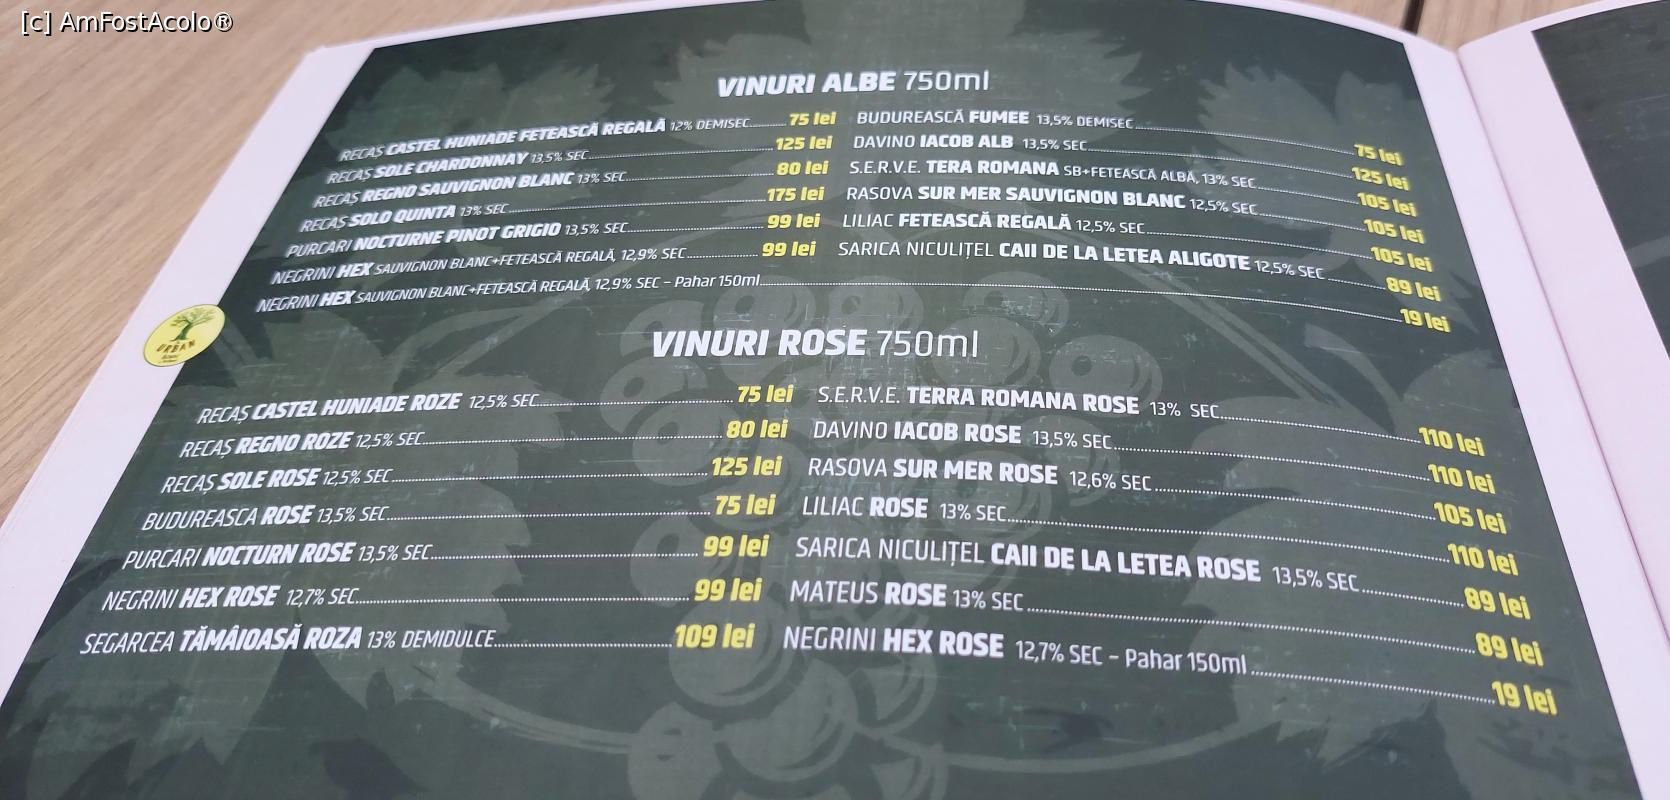 [c] AmFostAcolo®
VINURI ALBE 750ml
RECAȘ CASTEL HUNIADE FETEASCĂ REGALĂ 12% DEMISEC 75 lei
RECAȘ SOLE CHARDONNAY 13,5% SEC 125 lei
RECAȘ REGNO SAUVIGNON BLANC 13% SEC 80 lei
RECAȘ SOLO QUINTA 13% SEC 175 lei
PURCARI NOCTURNE PINOT GRIGIO 13,5% SEC 99 lei
NEGRINI HEX SAUVIGNON BLANC+FETEASCĂ REGALĂ, 12,9% SEC 99 lei
NEGRINI HEX SAUVIGNON BLANC+FETEASCĂ REGALĂ, 12,9% SEC – Pahar 150ml 19 lei
BUDUREASCĂ FUMEE 13,5% DEMISEC 75 lei
DAVINO IACOB ALB 13,5% SEC 125 lei
S.E.R.V.E. TERA ROMANA SB+FETEASCĂ ALBĂ, 13% SEC 105 lei
RASOVA SUR MER SAUVIGNON BLANC 12,5% SEC 105 lei
LILIAC FETEASCĂ REGALĂ 12,5% SEC 105 lei
SARICA NICULIȚEL CAII DE LA LETEA ALIGOTE 12,5% SEC 89 lei
URBAN
VINURI ROSE 750ml
RECAȘ CASTEL HUNIADE ROZE 12,5% SEC 75 lei
RECAȘ REGNO ROZE 12,5% SEC 80 lei
RECAȘ SOLE ROSE 12,5% SEC 125 lei
BUDUREASCA ROSE 13,5% SEC 75 lei
PURCARI NOCTURN ROSE 13,5% SEC 99 lei
NEGRINI HEX ROSE 12,7% SEC 99 lei
SEGARCEA TĂMÂIOASĂ ROZA 13% DEMIDULCE 109 lei
S.E.R.V.E. TERRA ROMANA ROSE 13% SEC 110 lei
DAVINO IACOB ROSE 13,5% SEC 110 lei
RASOVA SUR MER ROSE 12,6% SEC 105 lei
LILIAC ROSE 13% SEC 110 lei
SARICA NICULIȚEL CAII DE LA LETEA ROSE 13,5% SEC 89 lei
MATEUS ROSE 13% SEC 89 lei
NEGRINI HEX ROSE 12,7% SEC – Pahar 150ml 19 lei